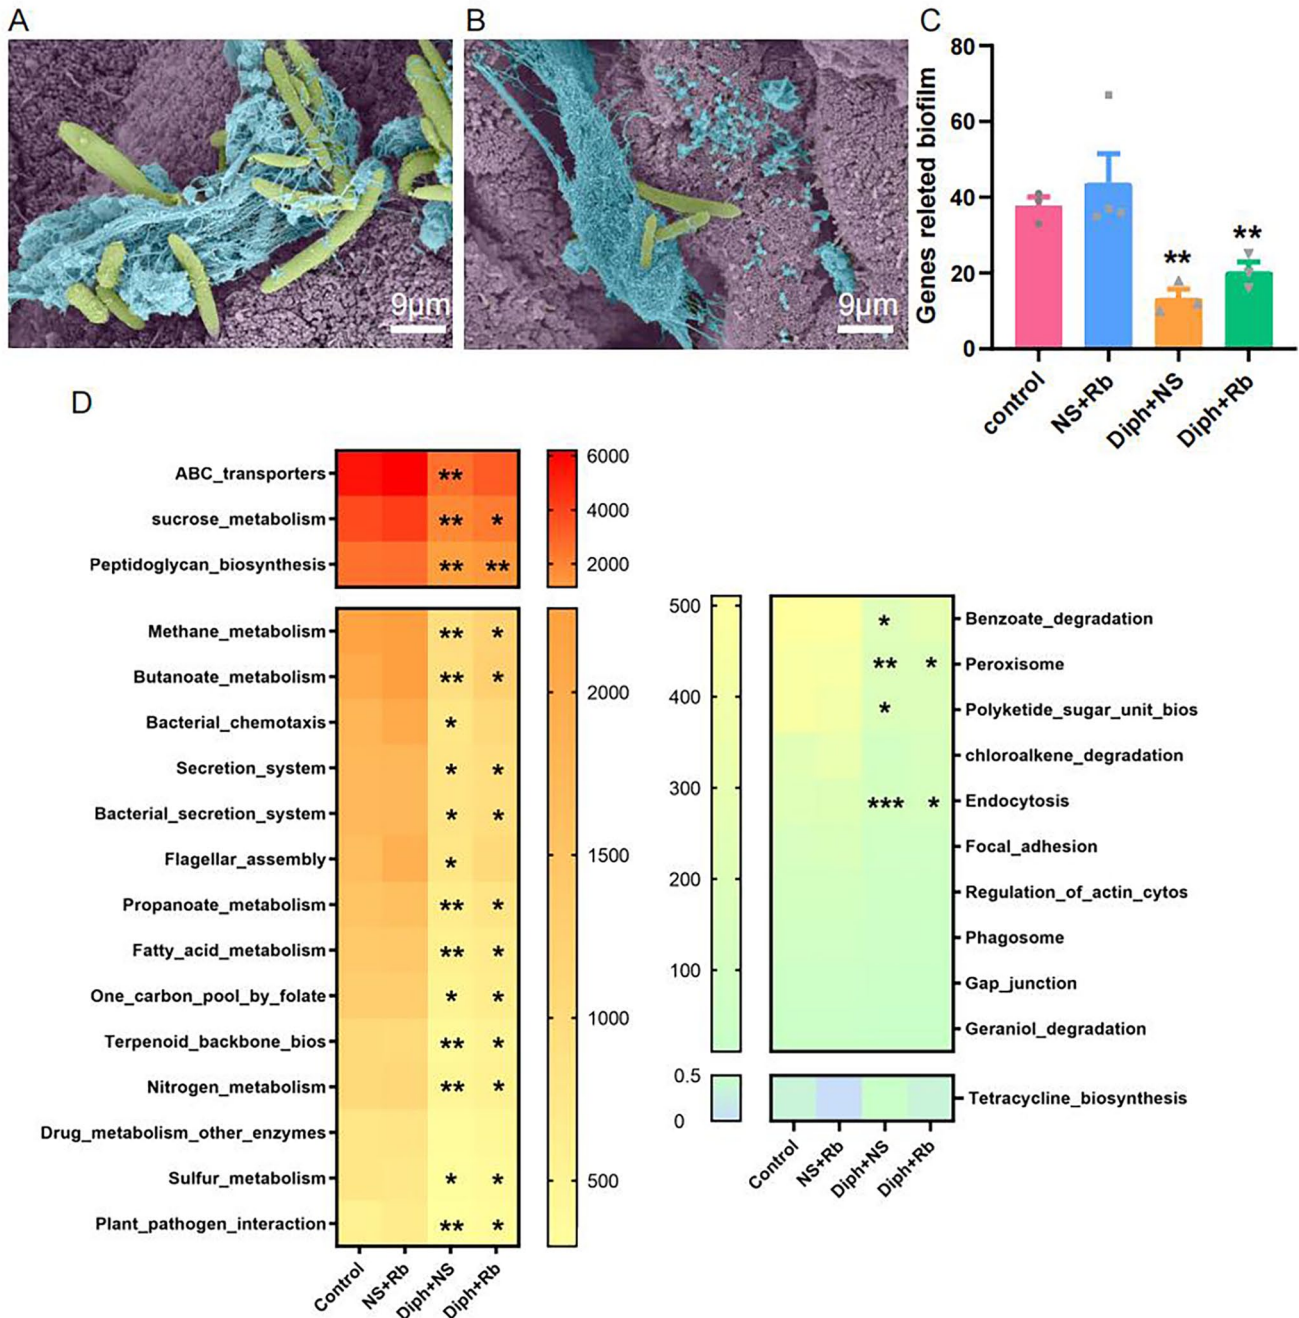 A
B
C
9µm
9µm
Genes releted biofilm
80
60
40
20
0
**
**
control
NS+Rb
Diph+NS
Diph+Rb
D
ABC_transporters
**
sucrose_metabolism
** *
Peptidoglycan_biosynthesis
** **
6000
4000
2000
Methane_metabolism
** *
Butanoate_metabolism
** *
Bacterial_chemotaxis
*
Secretion_system
* *
Bacterial_secretion_system
* *
Flagellar_assembly
*
Propanoate_metabolism
** *
Fatty_acid_metabolism
** *
One_carbon_pool_by_folate
* *
Terpenoid_backbone_bios
** *
Nitrogen_metabolism
** *
Drug_metabolism_other_enzymes
Sulfur_metabolism
* *
Plant_pathogen_interaction
** *
2000
1500
1000
500
Control
NS+Rb
Diph+NS
Diph+Rb
500
400
300
200
100
*
Benzoate_degradation
** *
Peroxisome
*
Polyketide_sugar_unit_bios
chloroalkene_degradation
*** *
Endocytosis
Focal_adhesion
Regulation_of_actin_cytos
Phagosome
Gap_junction
Geraniol_degradation
0.5
0
Tetracycline_biosynthesis
Control
NS+Rb
Diph+NS
Diph+Rb